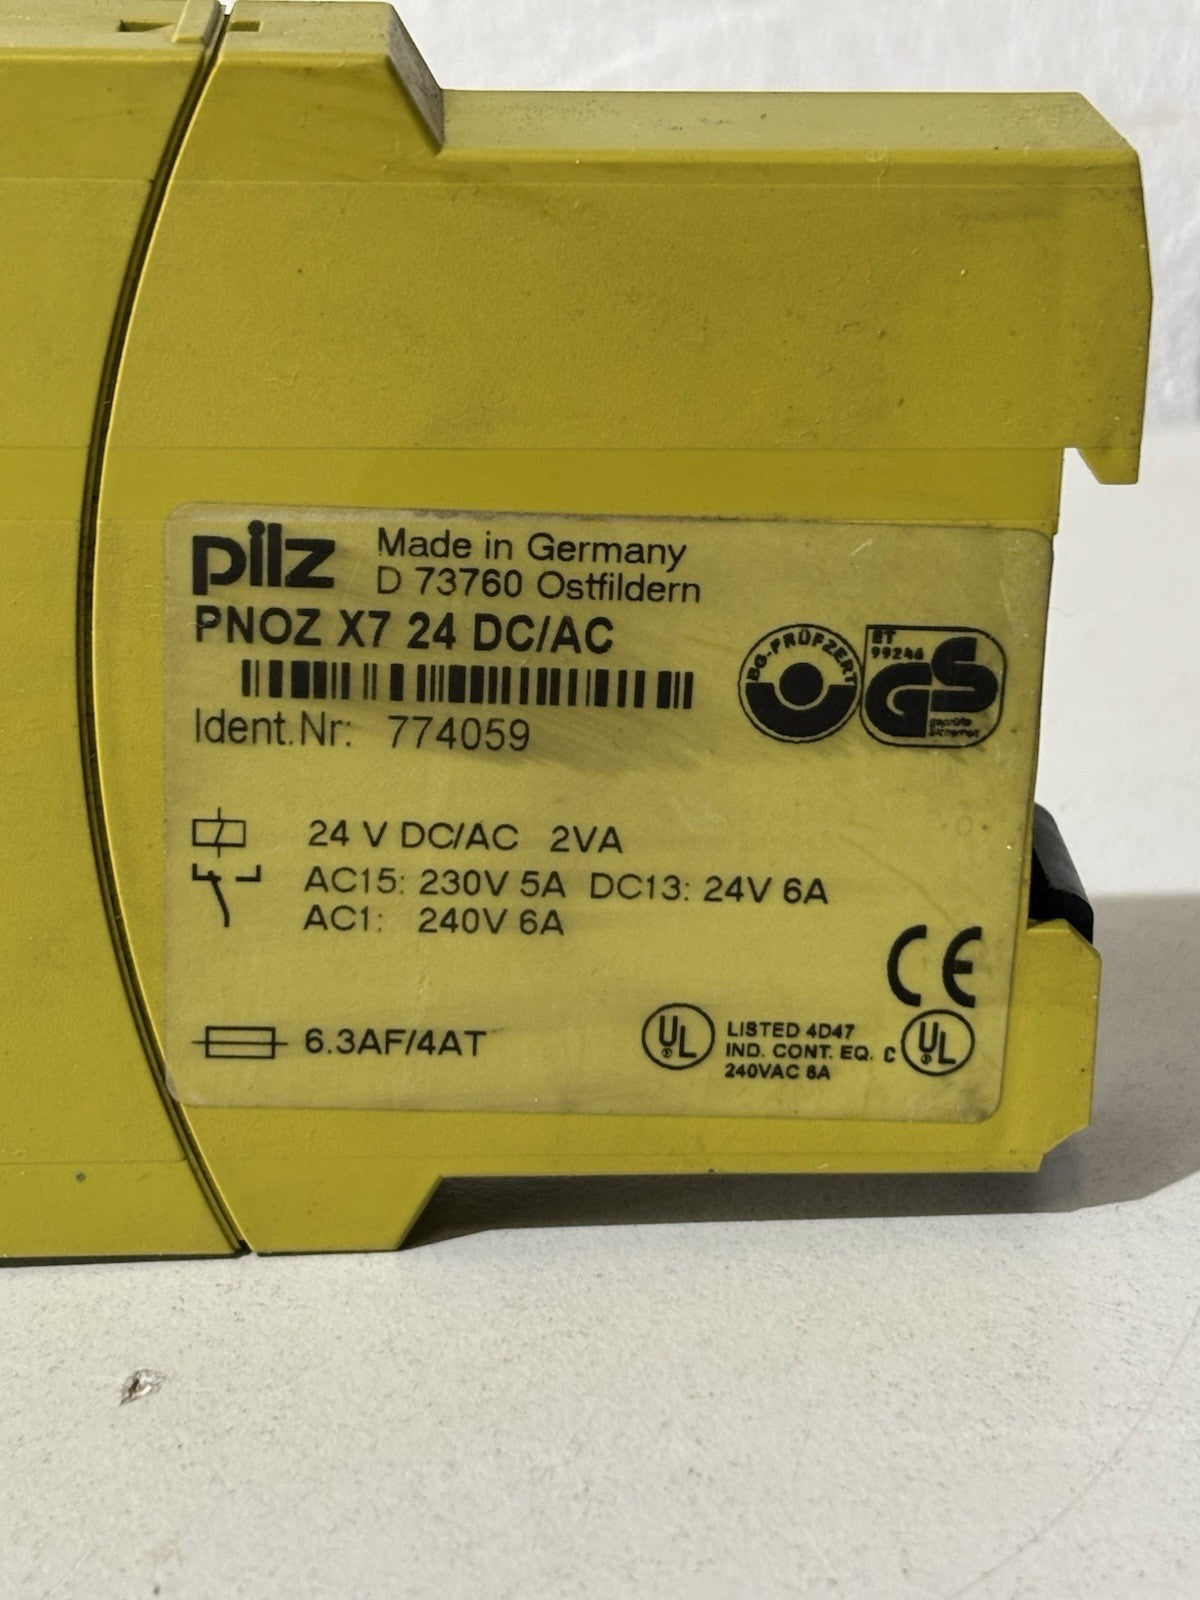 pilz
Made in Germany
D 73760 Ostfildern
PNOZ X7 24 DC/AC
Ident.Nr: 774059
BG-PRÜFZERT
ET
99246
GS
geprüfte
Sicherheit
24 V DC/AC 2VA
AC15: 230V 5A DC13: 24V 6A
AC1: 240V 6A
CE
6.3AF/4AT
UL
LISTED 4D47
IND. CONT. EQ.
240VAC 6A
C UL